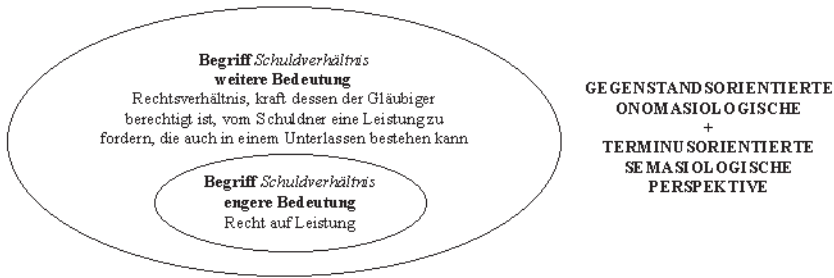 Begriff Schuldverhältnis
weitere Bedeutung
Rechtsverhältnis, kraft dessen der Gläubiger
berechtigt ist, vom Schuldner eine Leistung zu
fordern, die auch in einem Unterlassen bestehen kann
Begriff Schuldverhältnis
engere Bedeutung
Recht auf Leistung
GEGENSTANDSORIENTIERTE
ONOMASIOLOGISCHE
+
TERMINUSORIENTIERTE
SEMASIOLOGISCHE
PERSPEKTIVE